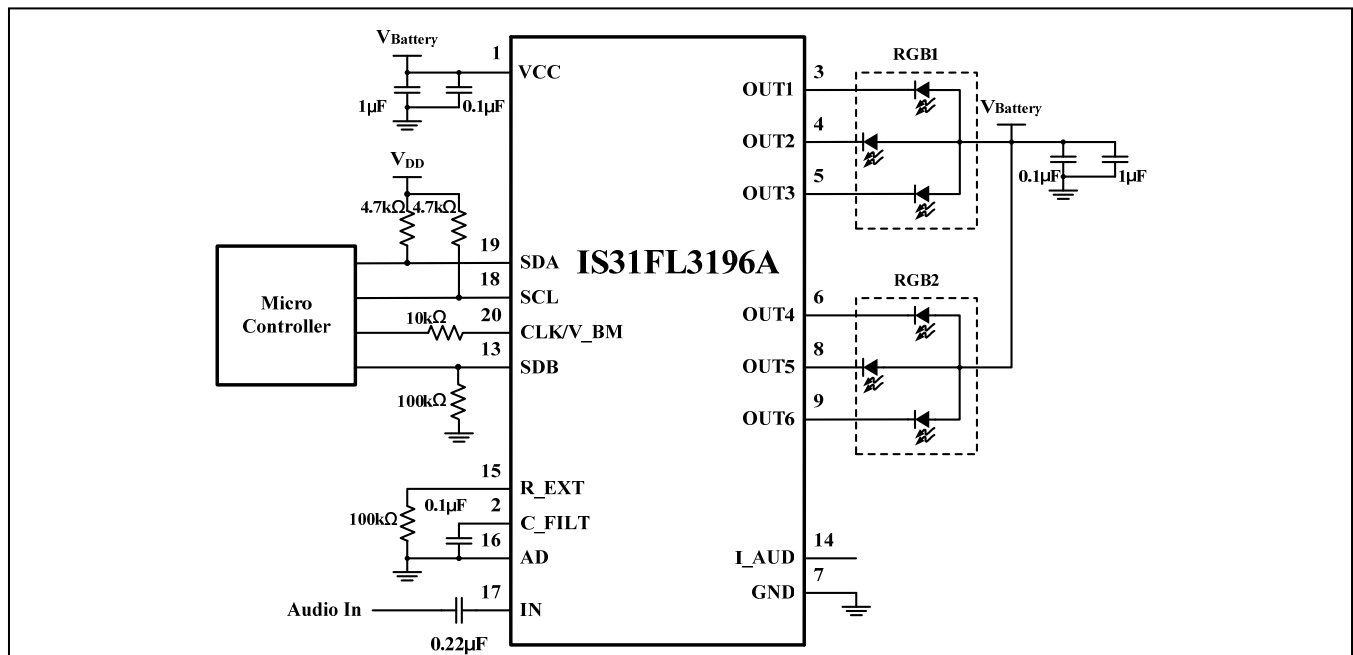 V Battery
1
VCC
1µF
0.1µF
VDD
4.7kΩ
4.7kΩ
19
SDA
18
SCL
10kΩ
20
CLK/V_BM
13
SDB
100kΩ
Micro
Controller
15
R_EXT
0.1µF
2
C_FILT
100kΩ
16
AD
17
Audio In
IN
0.22µF
IS31FL3196A
RGB1
3
OUT1
4
OUT2
5
OUT3
VBattery
0.1µF
1µF
RGB2
6
OUT4
8
OUT5
9
OUT6
14
I_AUD
7
GND